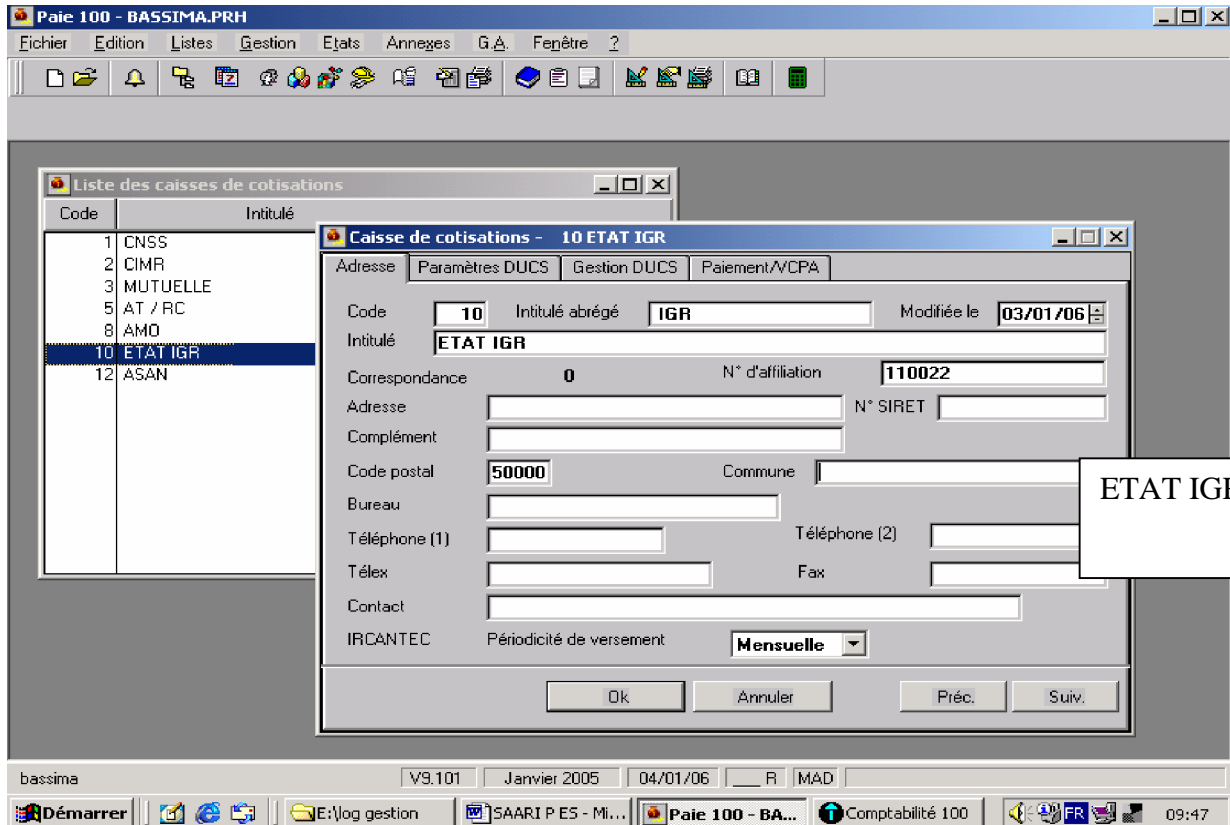 Paie 100 - BASSIMA.PRH
Fichier Edition Listes Gestion Etats Annexes G.A. Fenêtre ?
Liste des caisses de cotisations
Code Intitulé
1 CNSS
2 CIMR
3 MUTUELLE
5 AT / RC
8 AMO
10 ETAT IGR
12 ASAN
Caisse de cotisations - 10 ETAT IGR
Adresse Paramètres DUCS Gestion DUCS Paiement/VCPA
Code 10 Intitulé abrégé IGR Modifiée le 03/01/06
Intitulé ETAT IGR
Correspondance 0 N° d'affiliation 110022
Adresse N° SIRET
Complément
Code postal 50000 Commune
Bureau
Téléphone (1) Téléphone (2)
Télex Fax
Contact
IRCANTEC Périodicité de versement Mensuelle
Ok Annuler Préc. Suiv.
ETAT IGR
bassima V9.101 Janvier 2005 04/01/06 __ R MAD
Démarrer E:\log gestion SAARI P ES - Mi... Paie 100 - BA... Comptabilité 100 FR 09:47